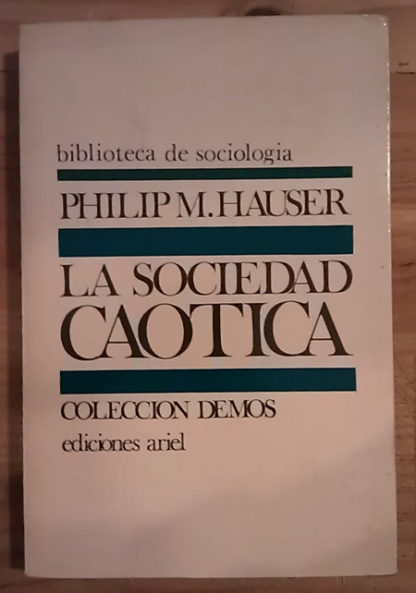 biblioteca de sociologia
PHILIP M. HAUSER
LA SOCIEDAD
CAOTICA
COLECCION DEMOS
ediciones ariel